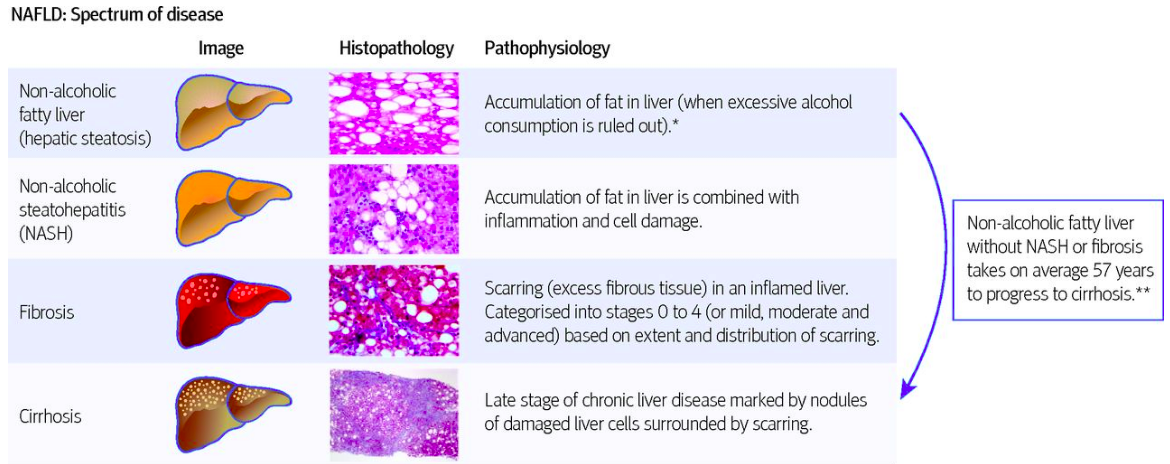 NAFLD: Spectrum of disease
Image
Histopathology
Pathophysiology
Non-alcoholic
fatty liver
(hepatic steatosis)
Accumulation of fat in liver (when excessive alcohol
consumption is ruled out).*
Non-alcoholic
steatohepatitis
(NASH)
Accumulation of fat in liver is combined with
inflammation and cell damage.
Fibrosis
Scarring (excess fibrous tissue) in an inflamed liver.
Categorised into stages 0 to 4 (or mild, moderate and
advanced) based on extent and distribution of scarring.
Cirrhosis
Late stage of chronic liver disease marked by nodules
of damaged liver cells surrounded by scarring.
Non-alcoholic fatty liver
without NASH or fibrosis
takes on average 57 years
to progress to cirrhosis.**